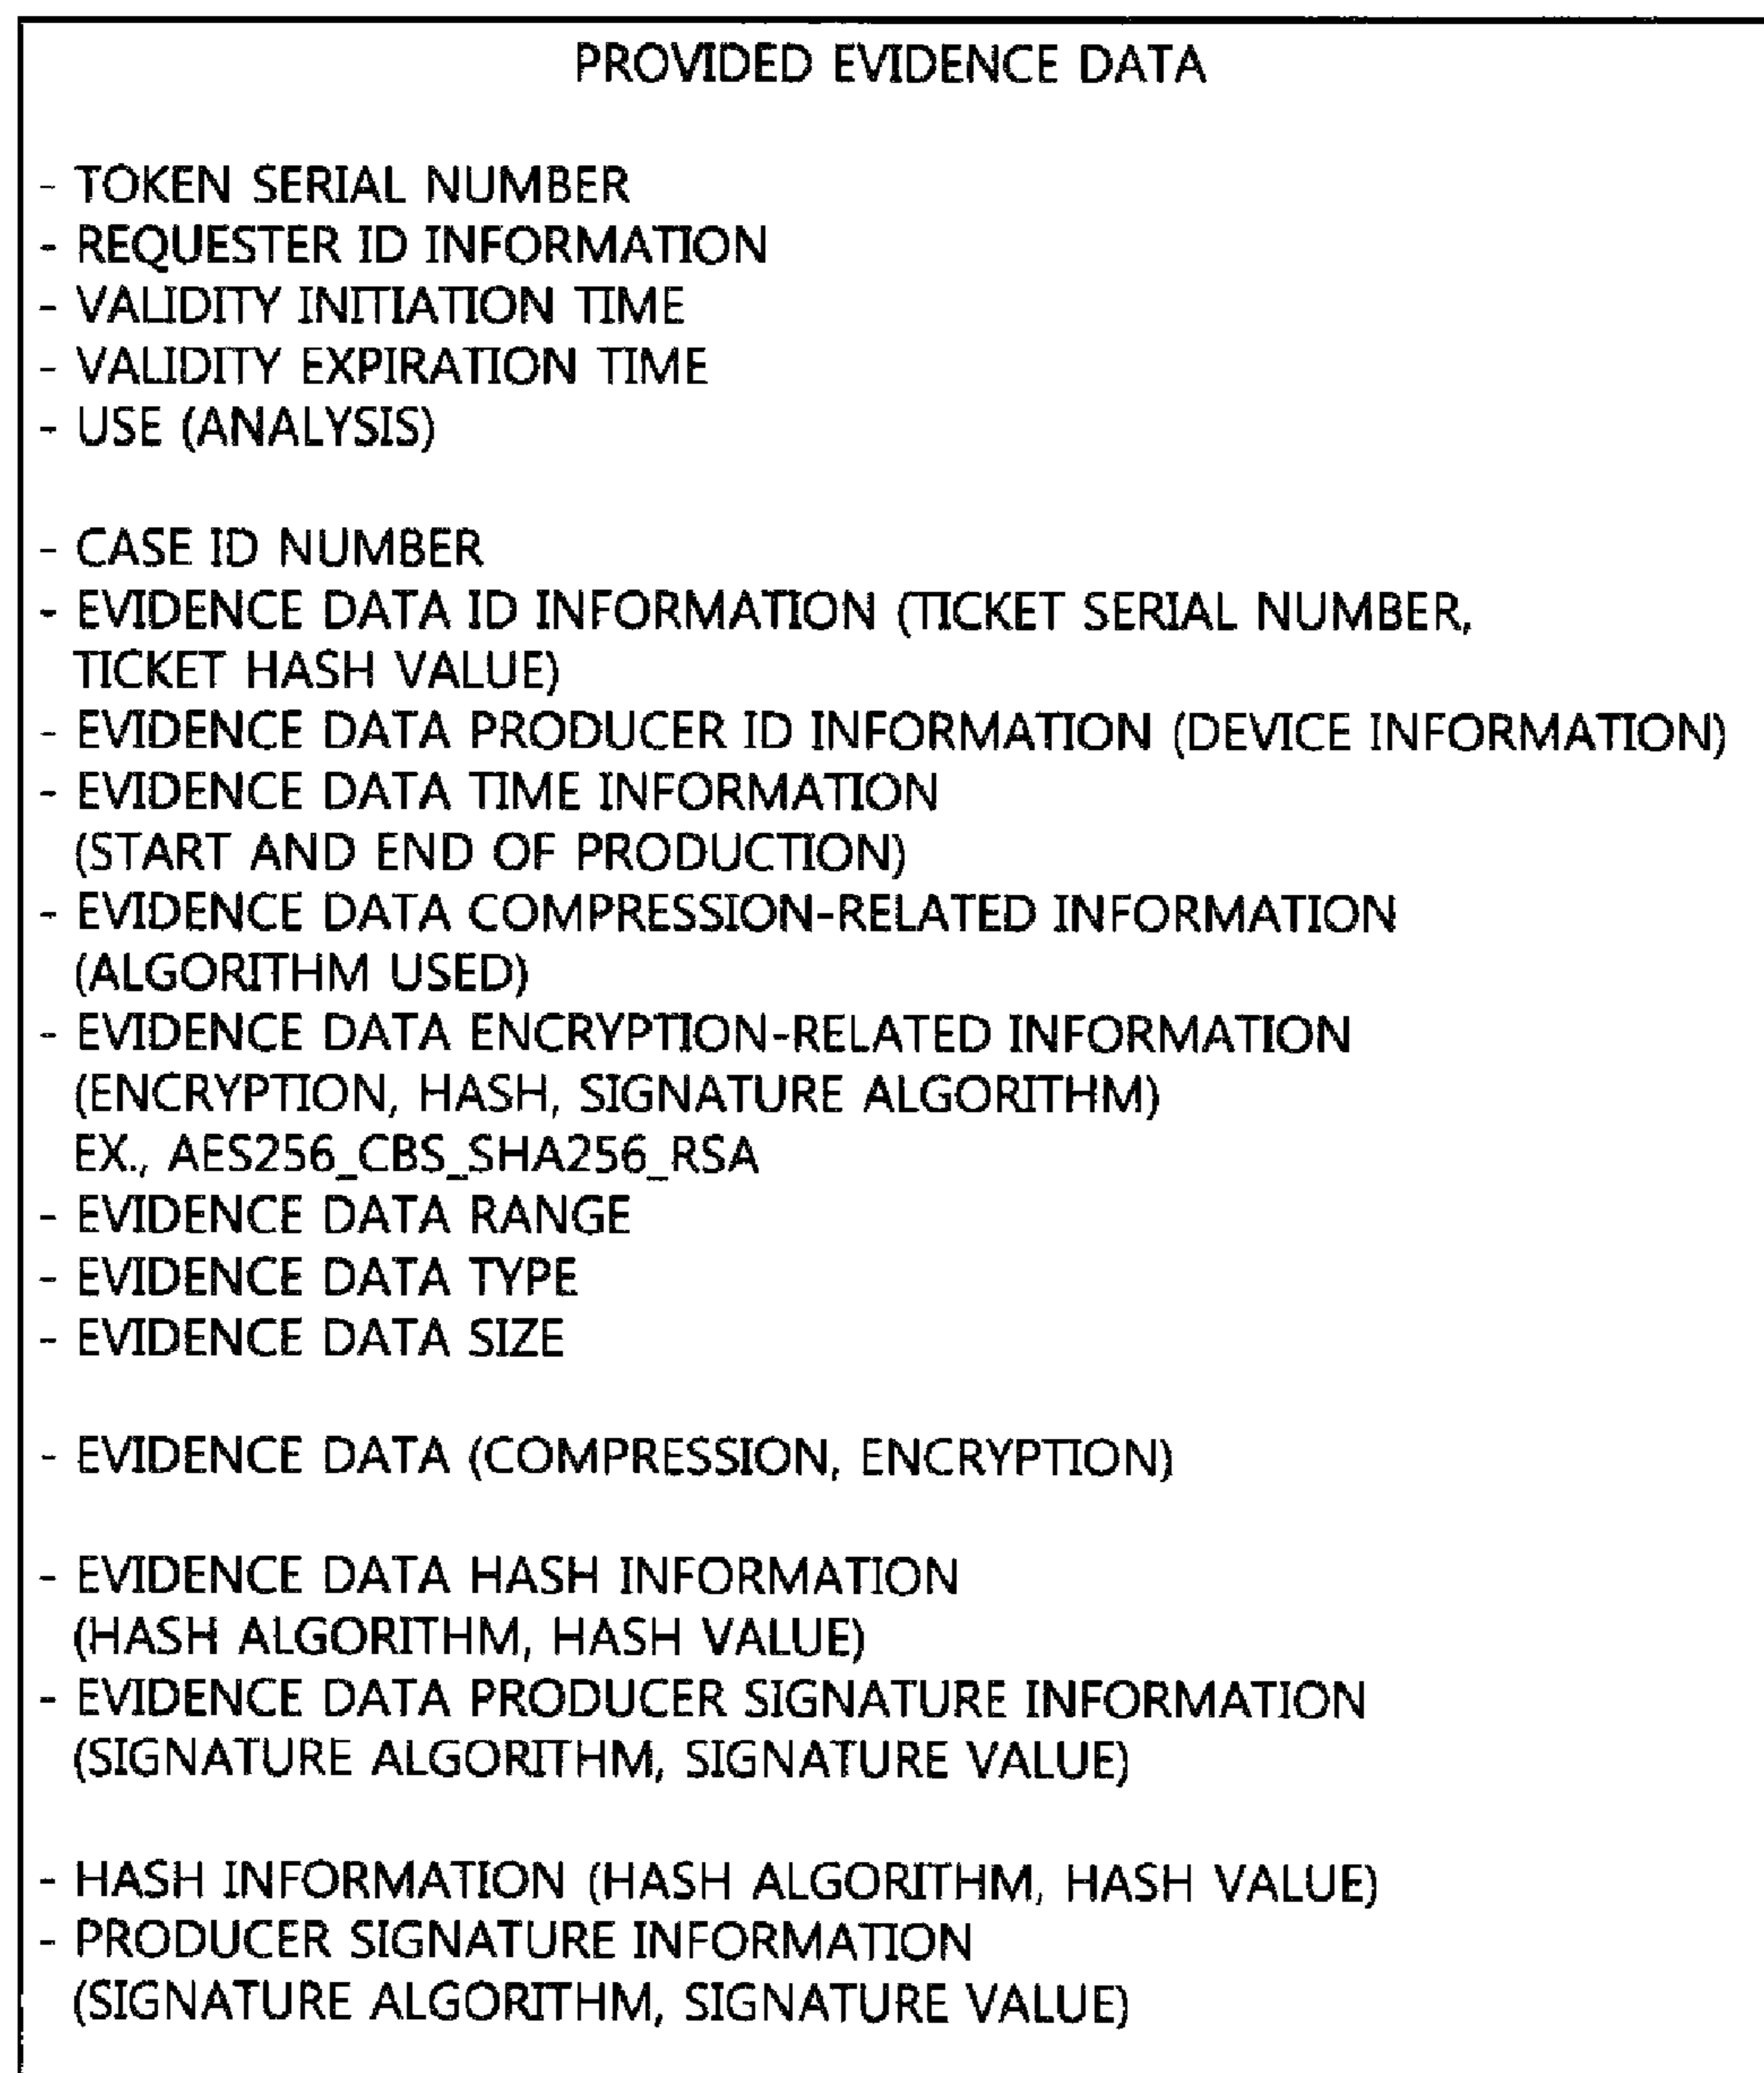 PROVIDED EVIDENCE DATA
- TOKEN SERIAL NUMBER
- REQUESTER ID INFORMATION
- VALIDITY INITIATION TIME
- VALIDITY EXPIRATION TIME
- USE (ANALYSIS)
- CASE ID NUMBER
- EVIDENCE DATA ID INFORMATION (TICKET SERIAL NUMBER,
TICKET HASH VALUE)
- EVIDENCE DATA PRODUCER ID INFORMATION (DEVICE INFORMATION)
- EVIDENCE DATA TIME INFORMATION
(START AND END OF PRODUCTION)
- EVIDENCE DATA COMPRESSION-RELATED INFORMATION
(ALGORITHM USED)
- EVIDENCE DATA ENCRYPTION-RELATED INFORMATION
(ENCRYPTION, HASH, SIGNATURE ALGORITHM)
EX., AES256_CBS_SHA256_RSA
- EVIDENCE DATA RANGE
- EVIDENCE DATA TYPE
- EVIDENCE DATA SIZE
- EVIDENCE DATA (COMPRESSION, ENCRYPTION)
- EVIDENCE DATA HASH INFORMATION
(HASH ALGORITHM, HASH VALUE)
- EVIDENCE DATA PRODUCER SIGNATURE INFORMATION
(SIGNATURE ALGORITHM, SIGNATURE VALUE)
- HASH INFORMATION (HASH ALGORITHM, HASH VALUE)
- PRODUCER SIGNATURE INFORMATION
(SIGNATURE ALGORITHM, SIGNATURE VALUE)